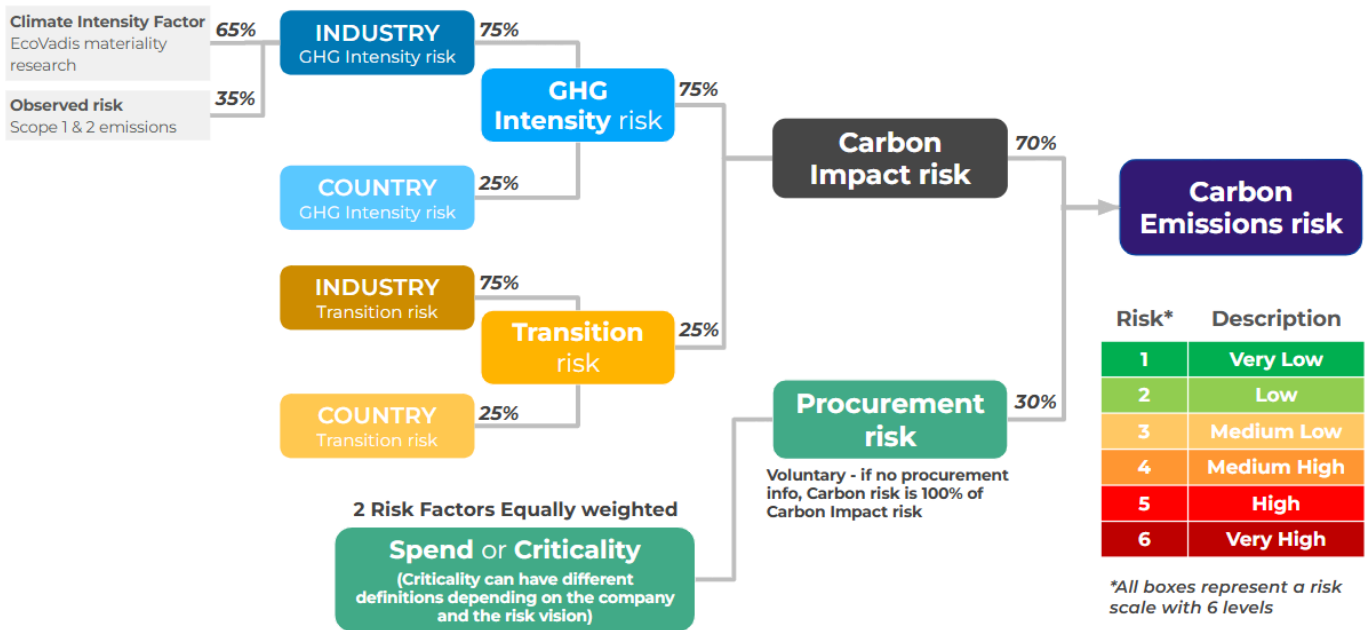 Climate Intensity Factor
EcoVadis materiality
research
65%
Observed risk
Scope 1 & 2 emissions
35%
INDUSTRY
GHG Intensity risk
75%
COUNTRY
GHG Intensity risk
25%
GHG
Intensity risk
75%
INDUSTRY
Transition risk
75%
COUNTRY
Transition risk
25%
Transition
risk
25%
Carbon
Impact risk
70%
2 Risk Factors Equally weighted
Spend or Criticality
(Criticality can have different
definitions depending on the company
and the risk vision)
Procurement
risk
30%
Voluntary - if no procurement
info, Carbon risk is 100% of
Carbon Impact risk
Carbon
Emissions risk
Risk* Description
1 Very Low
2 Low
3 Medium Low
4 Medium High
5 High
6 Very High
*All boxes represent a risk
scale with 6 levels